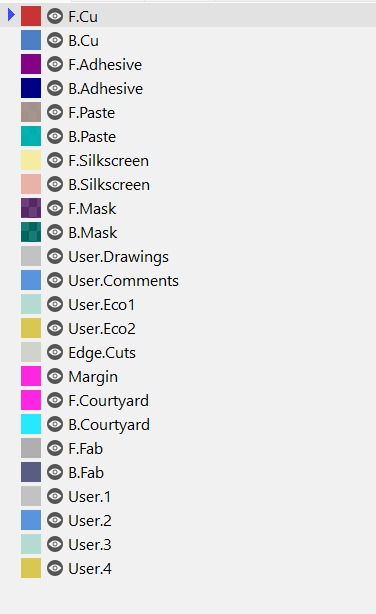 F.Cu
B.Cu
F.Adhesive
B.Adhesive
F.Paste
B.Paste
F.Silkscreen
B.Silkscreen
F.Mask
B.Mask
User.Drawings
User.Comments
User.Eco1
User.Eco2
Edge.Cuts
Margin
F.Courtyard
B.Courtyard
F.Fab
B.Fab
User.1
User.2
User.3
User.4